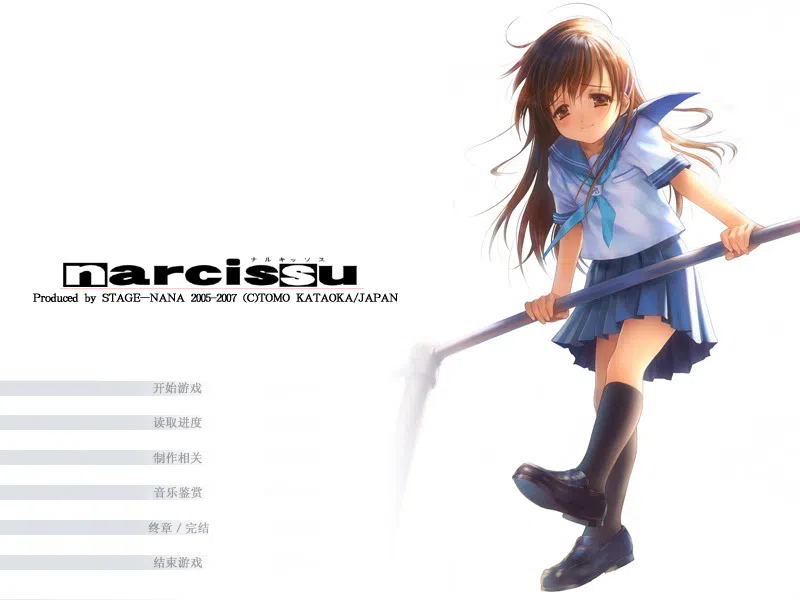 ナルキッソス
narcissu
Produced by STAGE—NANA 2005-2007 (C)TOMO KATAOKA/JAPAN
开始游戏
读取进度
制作相关
音乐鉴赏
终章 / 完结
结束游戏